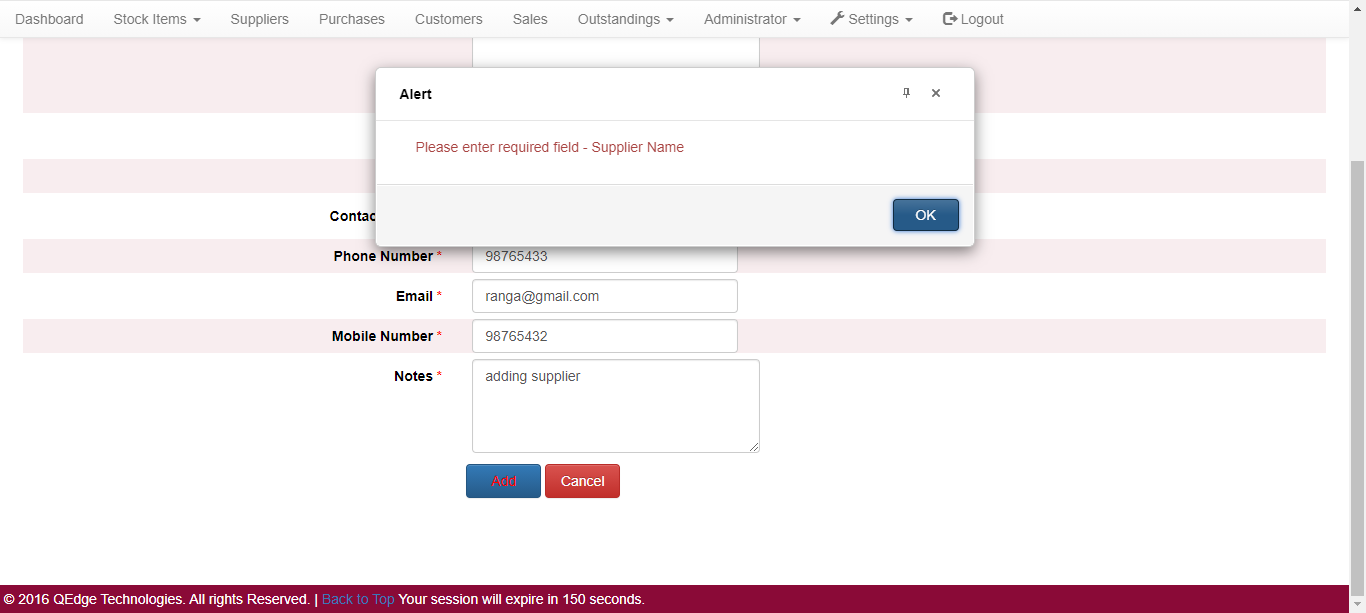 Dashboard Stock Items Suppliers Purchases Customers Sales Outstandings Administrator Settings Logout
Alert
Please enter required field - Supplier Name
OK
Contac
Phone Number * 98765433
Email * ranga@gmail.com
Mobile Number * 98765432
Notes * adding supplier
Add Cancel
© 2016 QEdge Technologies. All rights Reserved. | Back to Top Your session will expire in 150 seconds.